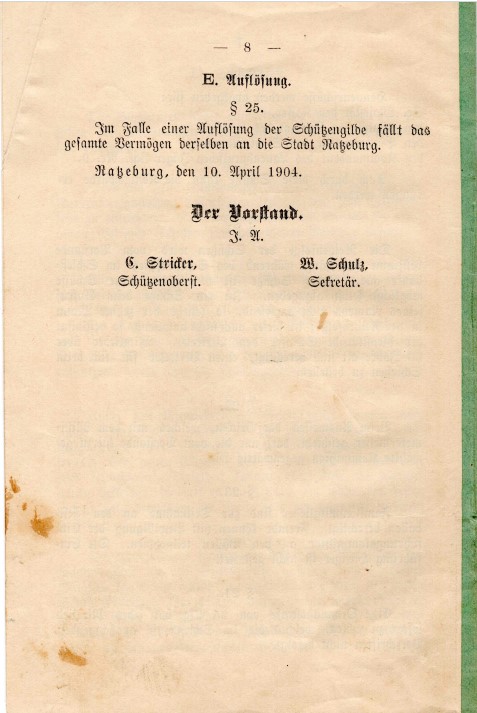 — 8 —
E. Auflösung.
§ 25.
Im Falle einer Auflösung der Schützengilde fällt das
gesamte Vermögen derselben an die Stadt Ratzeburg.
Ratzeburg, den 10. April 1904.
Der Vorstand.
J. A.
C. Stricker,
Schützenoberst.
W. Schulz,
Sekretär.